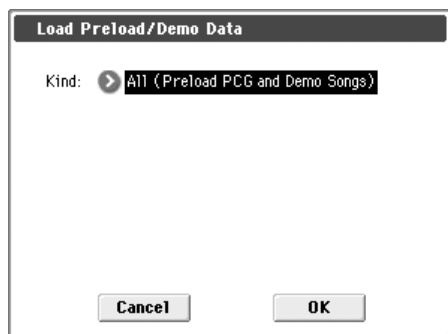 Load Preload/Demo Data
Kind: All (Preload PCG and Demo Songs)
Cancel OK